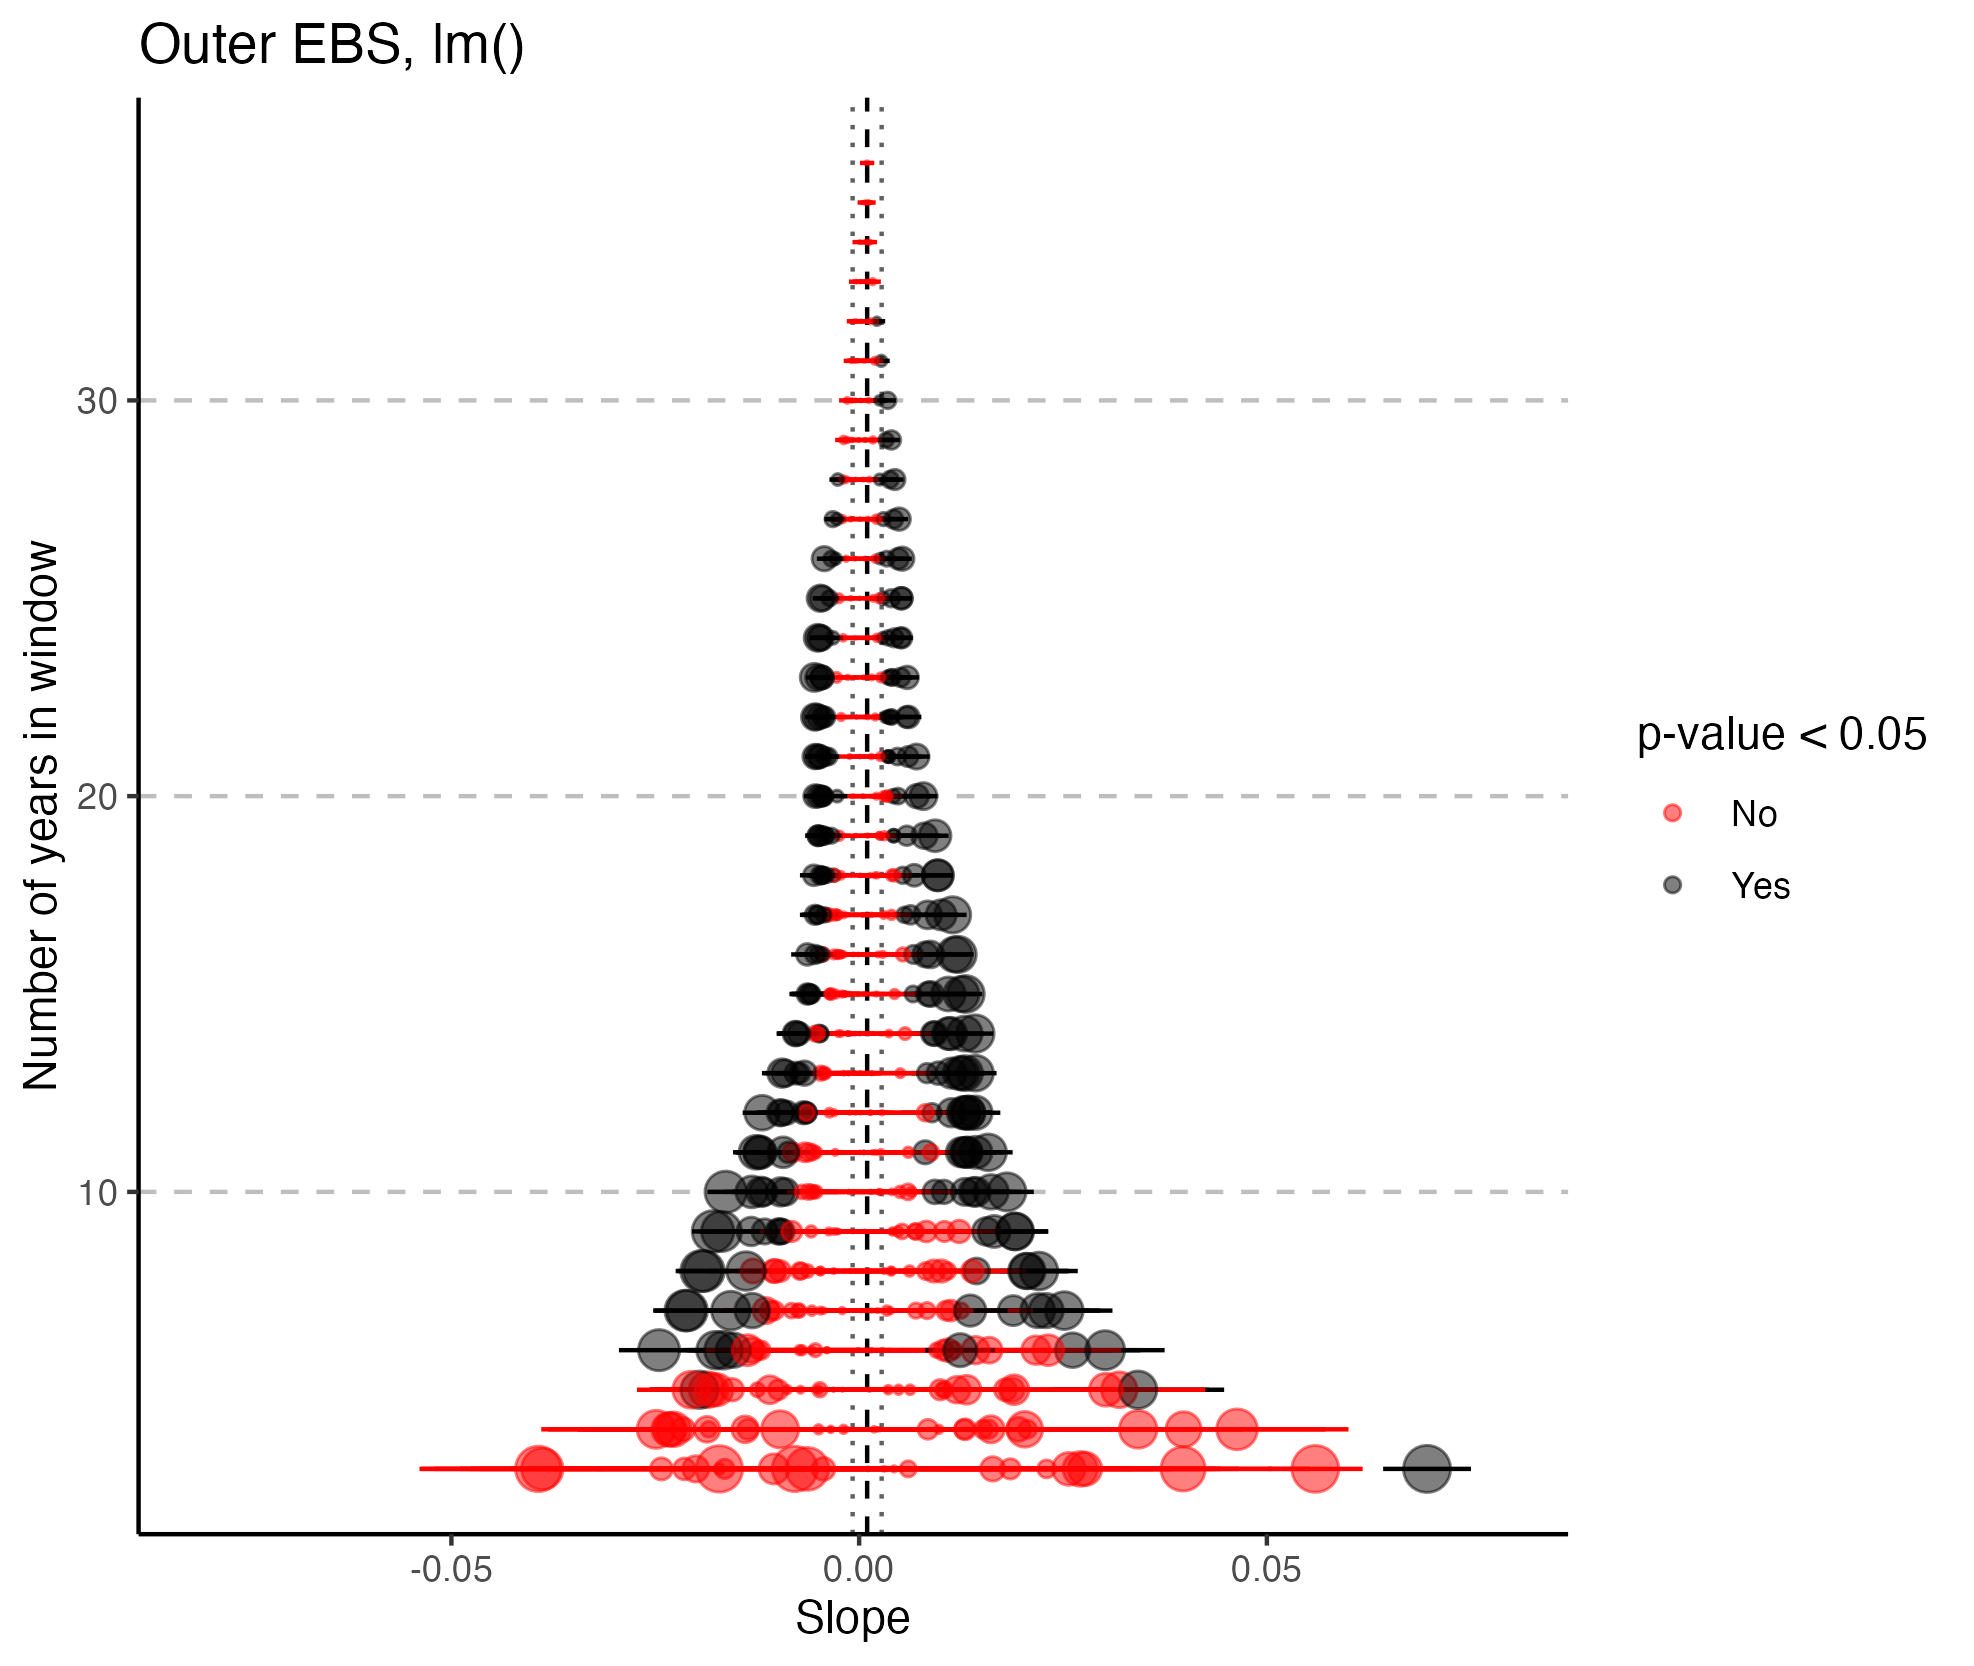 Outer EBS, lm()
Number of years in window
30
20
10
-0.05
0.00
0.05
Slope
p-value < 0.05
No
Yes